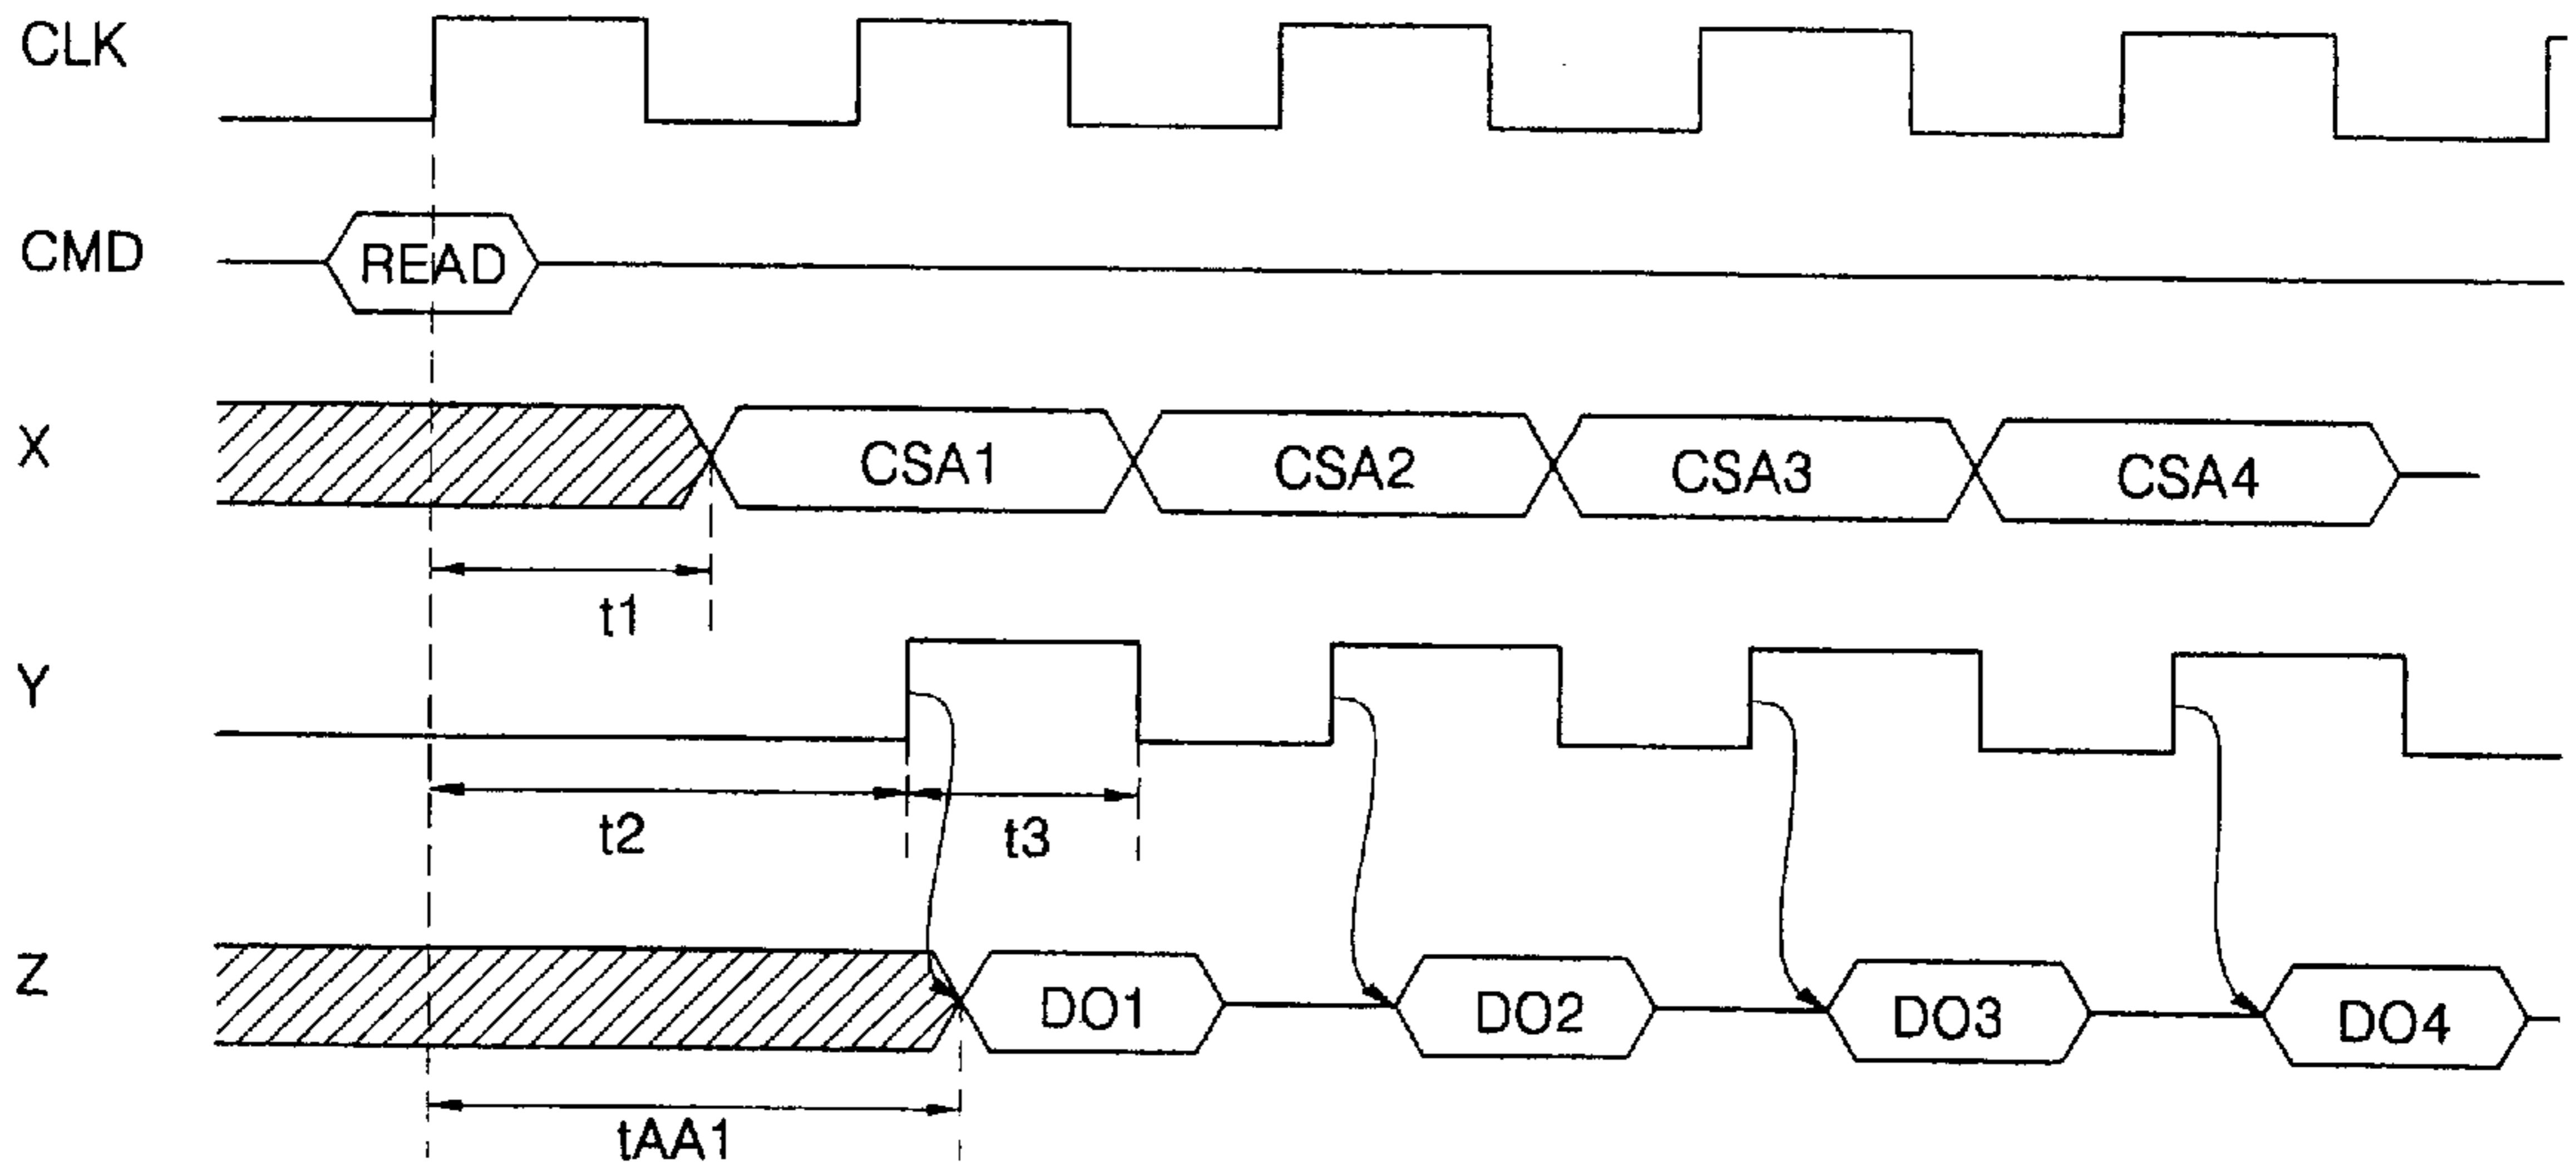 CLK
CMD
READ
X
CSA1 CSA2 CSA3 CSA4
t1
Y
t2 t3
Z
DO1 DO2 DO3 DO4
tAA1